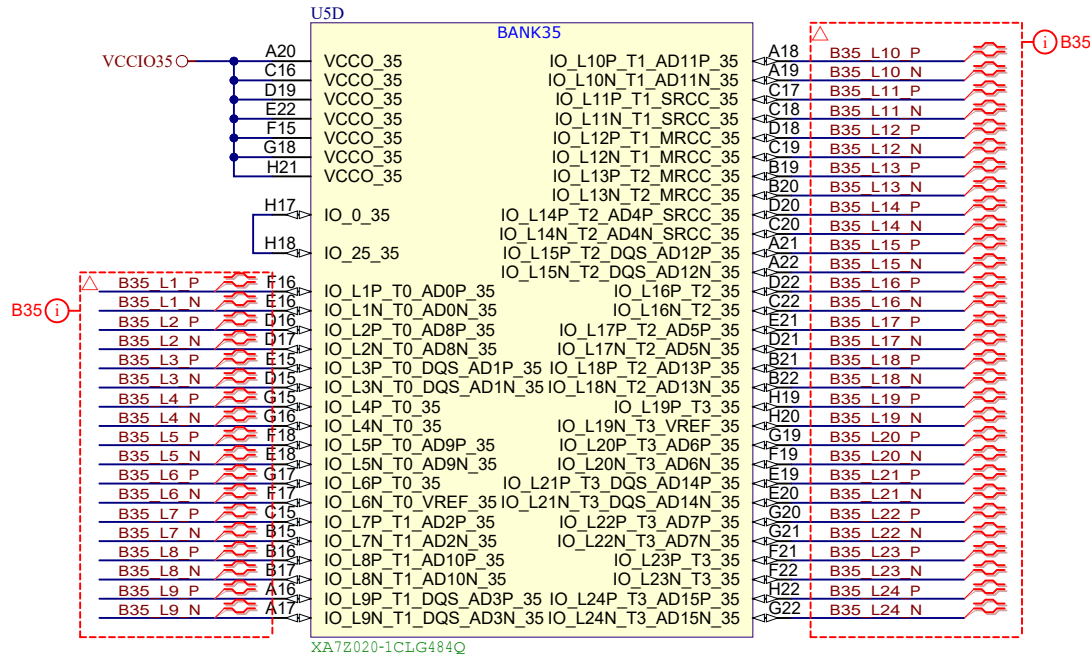 U5D
BANK35
VCCIO35
A20 VCCO_35
C16 VCCO_35
D19 VCCO_35
E22 VCCO_35
F15 VCCO_35
G18 VCCO_35
H21 VCCO_35
H17 IO_0_35
H18 IO_25_35
B35 i
B35_L1_P F16 IO_L1P_T0_AD0P_35
B35_L1_N E16 IO_L1N_T0_AD0N_35
B35_L2_P D16 IO_L2P_T0_AD8P_35
B35_L2_N D17 IO_L2N_T0_AD8N_35
B35_L3_P E15 IO_L3P_T0_DQS_AD1P_35
B35_L3_N D15 IO_L3N_T0_DQS_AD1N_35
B35_L4_P G15 IO_L4P_T0_35
B35_L4_N G16 IO_L4N_T0_35
B35_L5_P F18 IO_L5P_T0_AD9P_35
B35_L5_N E18 IO_L5N_T0_AD9N_35
B35_L6_P G17 IO_L6P_T0_35
B35_L6_N F17 IO_L6N_T0_VREF_35
B35_L7_P C15 IO_L7P_T1_AD2P_35
B35_L7_N B15 IO_L7N_T1_AD2N_35
B35_L8_P B16 IO_L8P_T1_AD10P_35
B35_L8_N B17 IO_L8N_T1_AD10N_35
B35_L9_P A16 IO_L9P_T1_DQS_AD3P_35
B35_L9_N A17 IO_L9N_T1_DQS_AD3N_35
IO_L10P_T1_AD11P_35 A18 B35_L10_P
IO_L10N_T1_AD11N_35 A19 B35_L10_N
IO_L11P_T1_SRCC_35 C17 B35_L11_P
IO_L11N_T1_SRCC_35 C18 B35_L11_N
IO_L12P_T1_MRCC_35 D18 B35_L12_P
IO_L12N_T1_MRCC_35 C19 B35_L12_N
IO_L13P_T2_MRCC_35 B19 B35_L13_P
IO_L13N_T2_MRCC_35 B20 B35_L13_N
IO_L14P_T2_AD4P_SRCC_35 D20 B35_L14_P
IO_L14N_T2_AD4N_SRCC_35 C20 B35_L14_N
IO_L15P_T2_DQS_AD12P_35 A21 B35_L15_P
IO_L15N_T2_DQS_AD12N_35 A22 B35_L15_N
IO_L16P_T2_35 D22 B35_L16_P
IO_L16N_T2_35 C22 B35_L16_N
IO_L17P_T2_AD5P_35 E21 B35_L17_P
IO_L17N_T2_AD5N_35 D21 B35_L17_N
IO_L18P_T2_AD13P_35 B21 B35_L18_P
IO_L18N_T2_AD13N_35 B22 B35_L18_N
IO_L19P_T3_35 H19 B35_L19_P
IO_L19N_T3_VREF_35 H20 B35_L19_N
IO_L20P_T3_AD6P_35 G19 B35_L20_P
IO_L20N_T3_AD6N_35 F19 B35_L20_N
IO_L21P_T3_DQS_AD14P_35 E19 B35_L21_P
IO_L21N_T3_DQS_AD14N_35 E20 B35_L21_N
IO_L22P_T3_AD7P_35 G20 B35_L22_P
IO_L22N_T3_AD7N_35 G21 B35_L22_N
IO_L23P_T3_35 F21 B35_L23_P
IO_L23N_T3_35 F22 B35_L23_N
IO_L24P_T3_AD15P_35 H22 B35_L24_P
IO_L24N_T3_AD15N_35 G22 B35_L24_N
i B35
XA7Z020-1CLG484Q